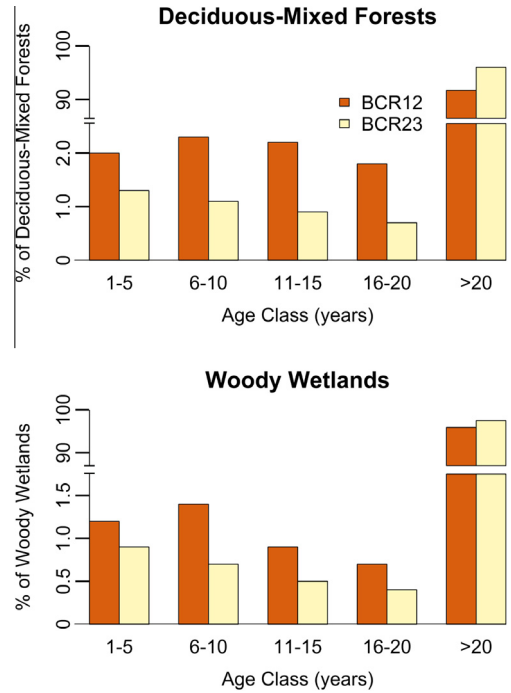 Deciduous-Mixed Forests
% of Deciduous-Mixed Forests
100
90
2.0
1.0
0
BCR12
BCR23
1-5 6-10 11-15 16-20 >20
Age Class (years)
Woody Wetlands
% of Woody Wetlands
100
90
1.5
1.0
0.5
0
1-5 6-10 11-15 16-20 >20
Age Class (years)